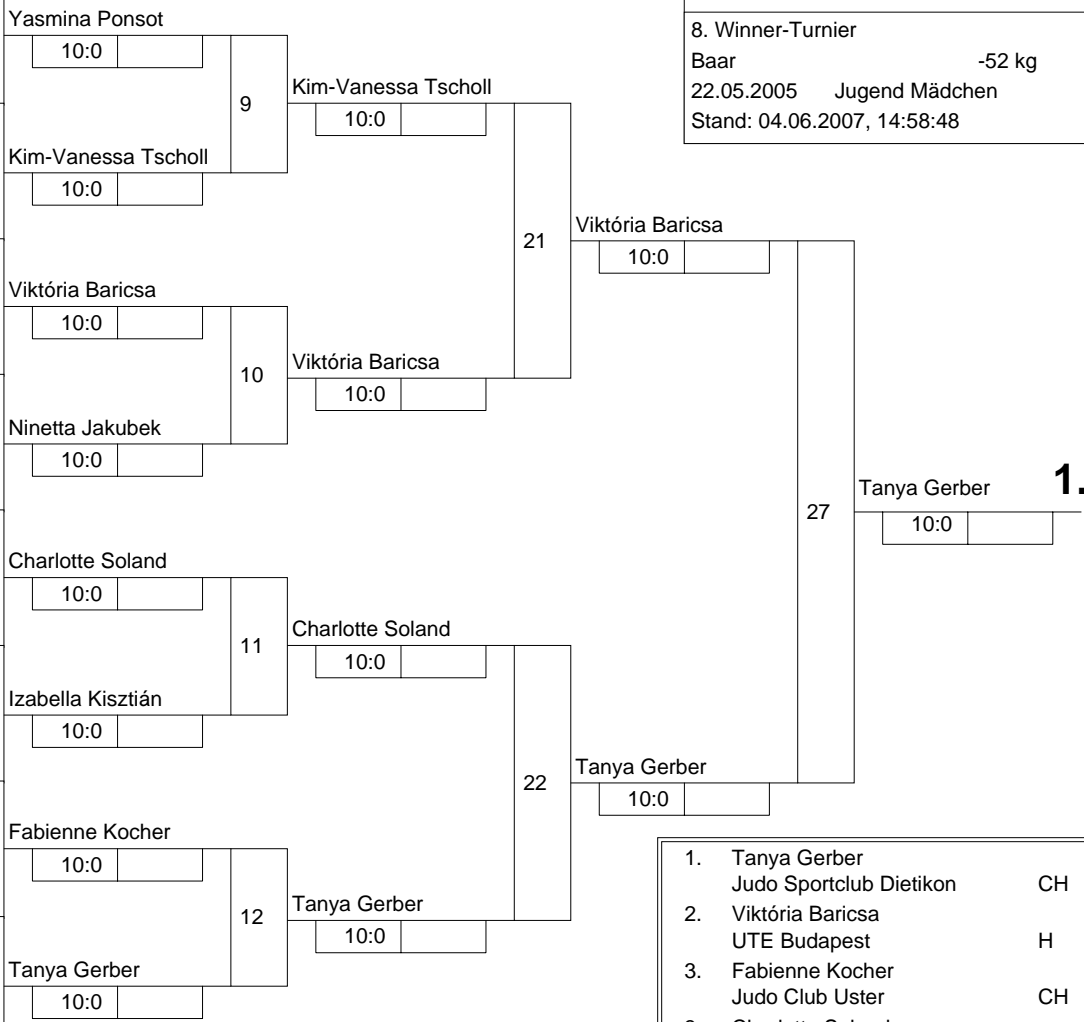 8. Winner-Turnier
Baar -52 kg
22.05.2005 Jugend Mädchen
Stand: 04.06.2007, 14:58:48
Yasmina Ponsot
10:0
9
Kim-Vanessa Tscholl
10:0
Kim-Vanessa Tscholl
10:0
21
Viktória Baricsa
10:0
Viktória Baricsa
10:0
10
Viktória Baricsa
10:0
Ninetta Jakubek
10:0
27
Tanya Gerber 1.
10:0
Charlotte Soland
10:0
11
Charlotte Soland
10:0
Izabella Kisztián
10:0
22
Tanya Gerber
10:0
Fabienne Kocher
10:0
12
Tanya Gerber
10:0
Tanya Gerber
10:0
1. Tanya Gerber
Judo Sportclub Dietikon CH
2. Viktória Baricsa
UTE Budapest H
3. Fabienne Kocher
Judo Club Uster CH